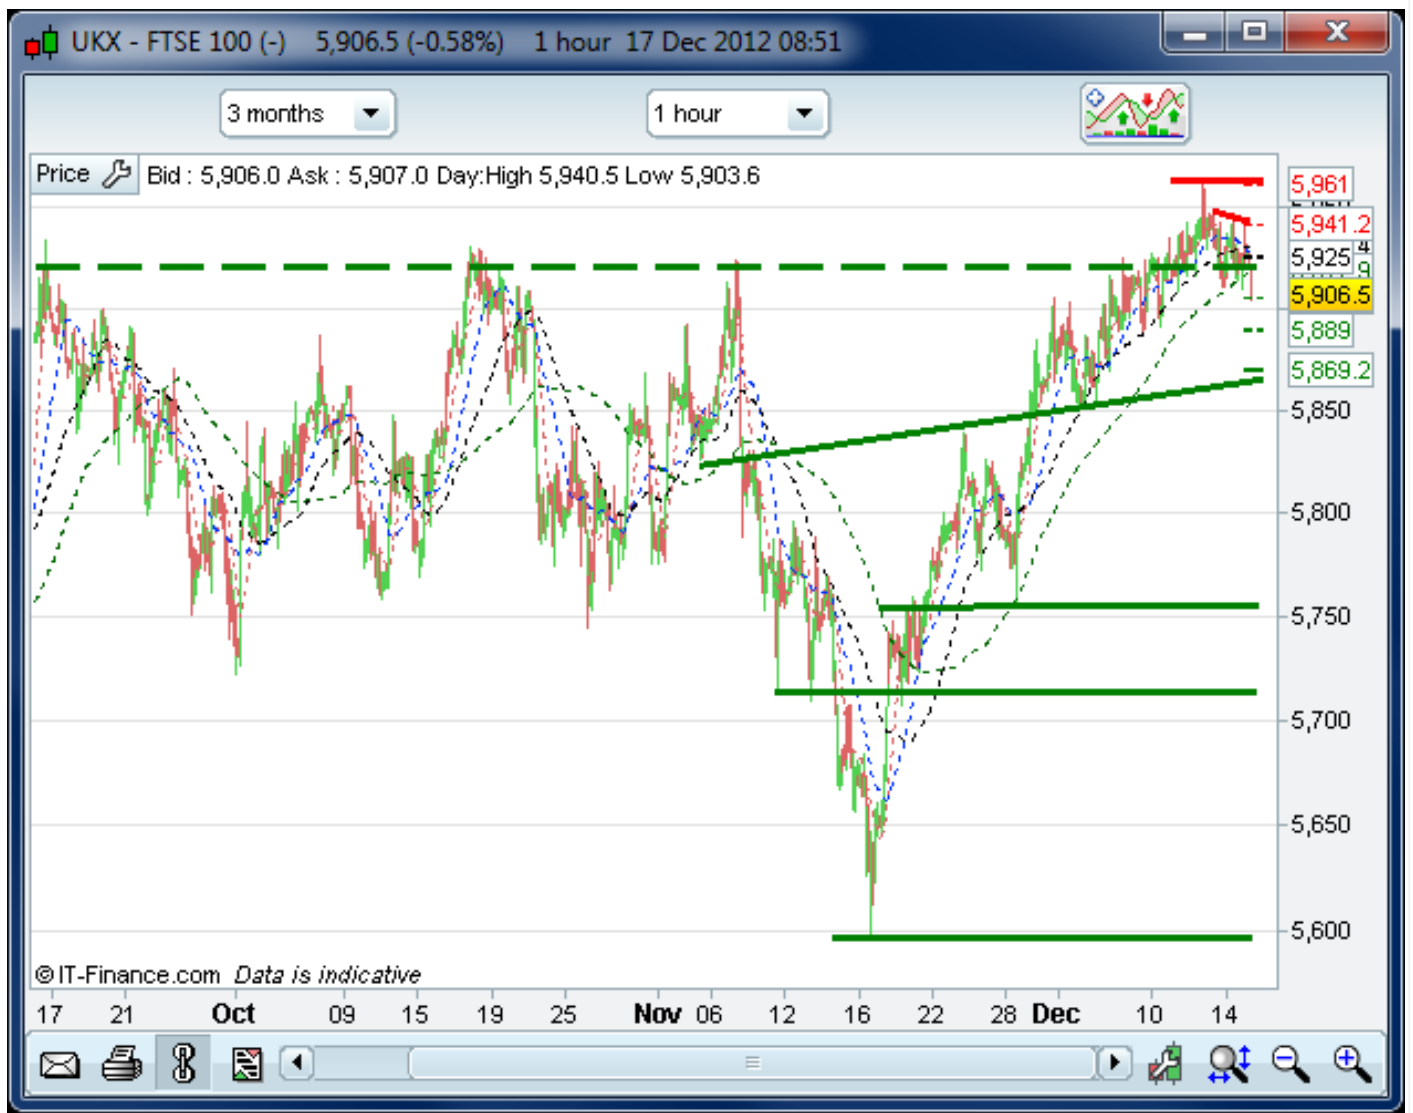 UKX - FTSE 100 (-) 5,906.5 (-0.58%) 1 hour 17 Dec 2012 08:51
3 months 1 hour
Price Bid : 5,906.0 Ask : 5,907.0 Day:High 5,940.5 Low 5,903.6
5,961
5,941.2
5,925
5,906.5
5,889
5,869.2
5,850
5,800
5,750
5,700
5,650
5,600
© IT-Finance.com Data is indicative
17 21 Oct 09 15 19 25 Nov 06 12 16 22 28 Dec 10 14